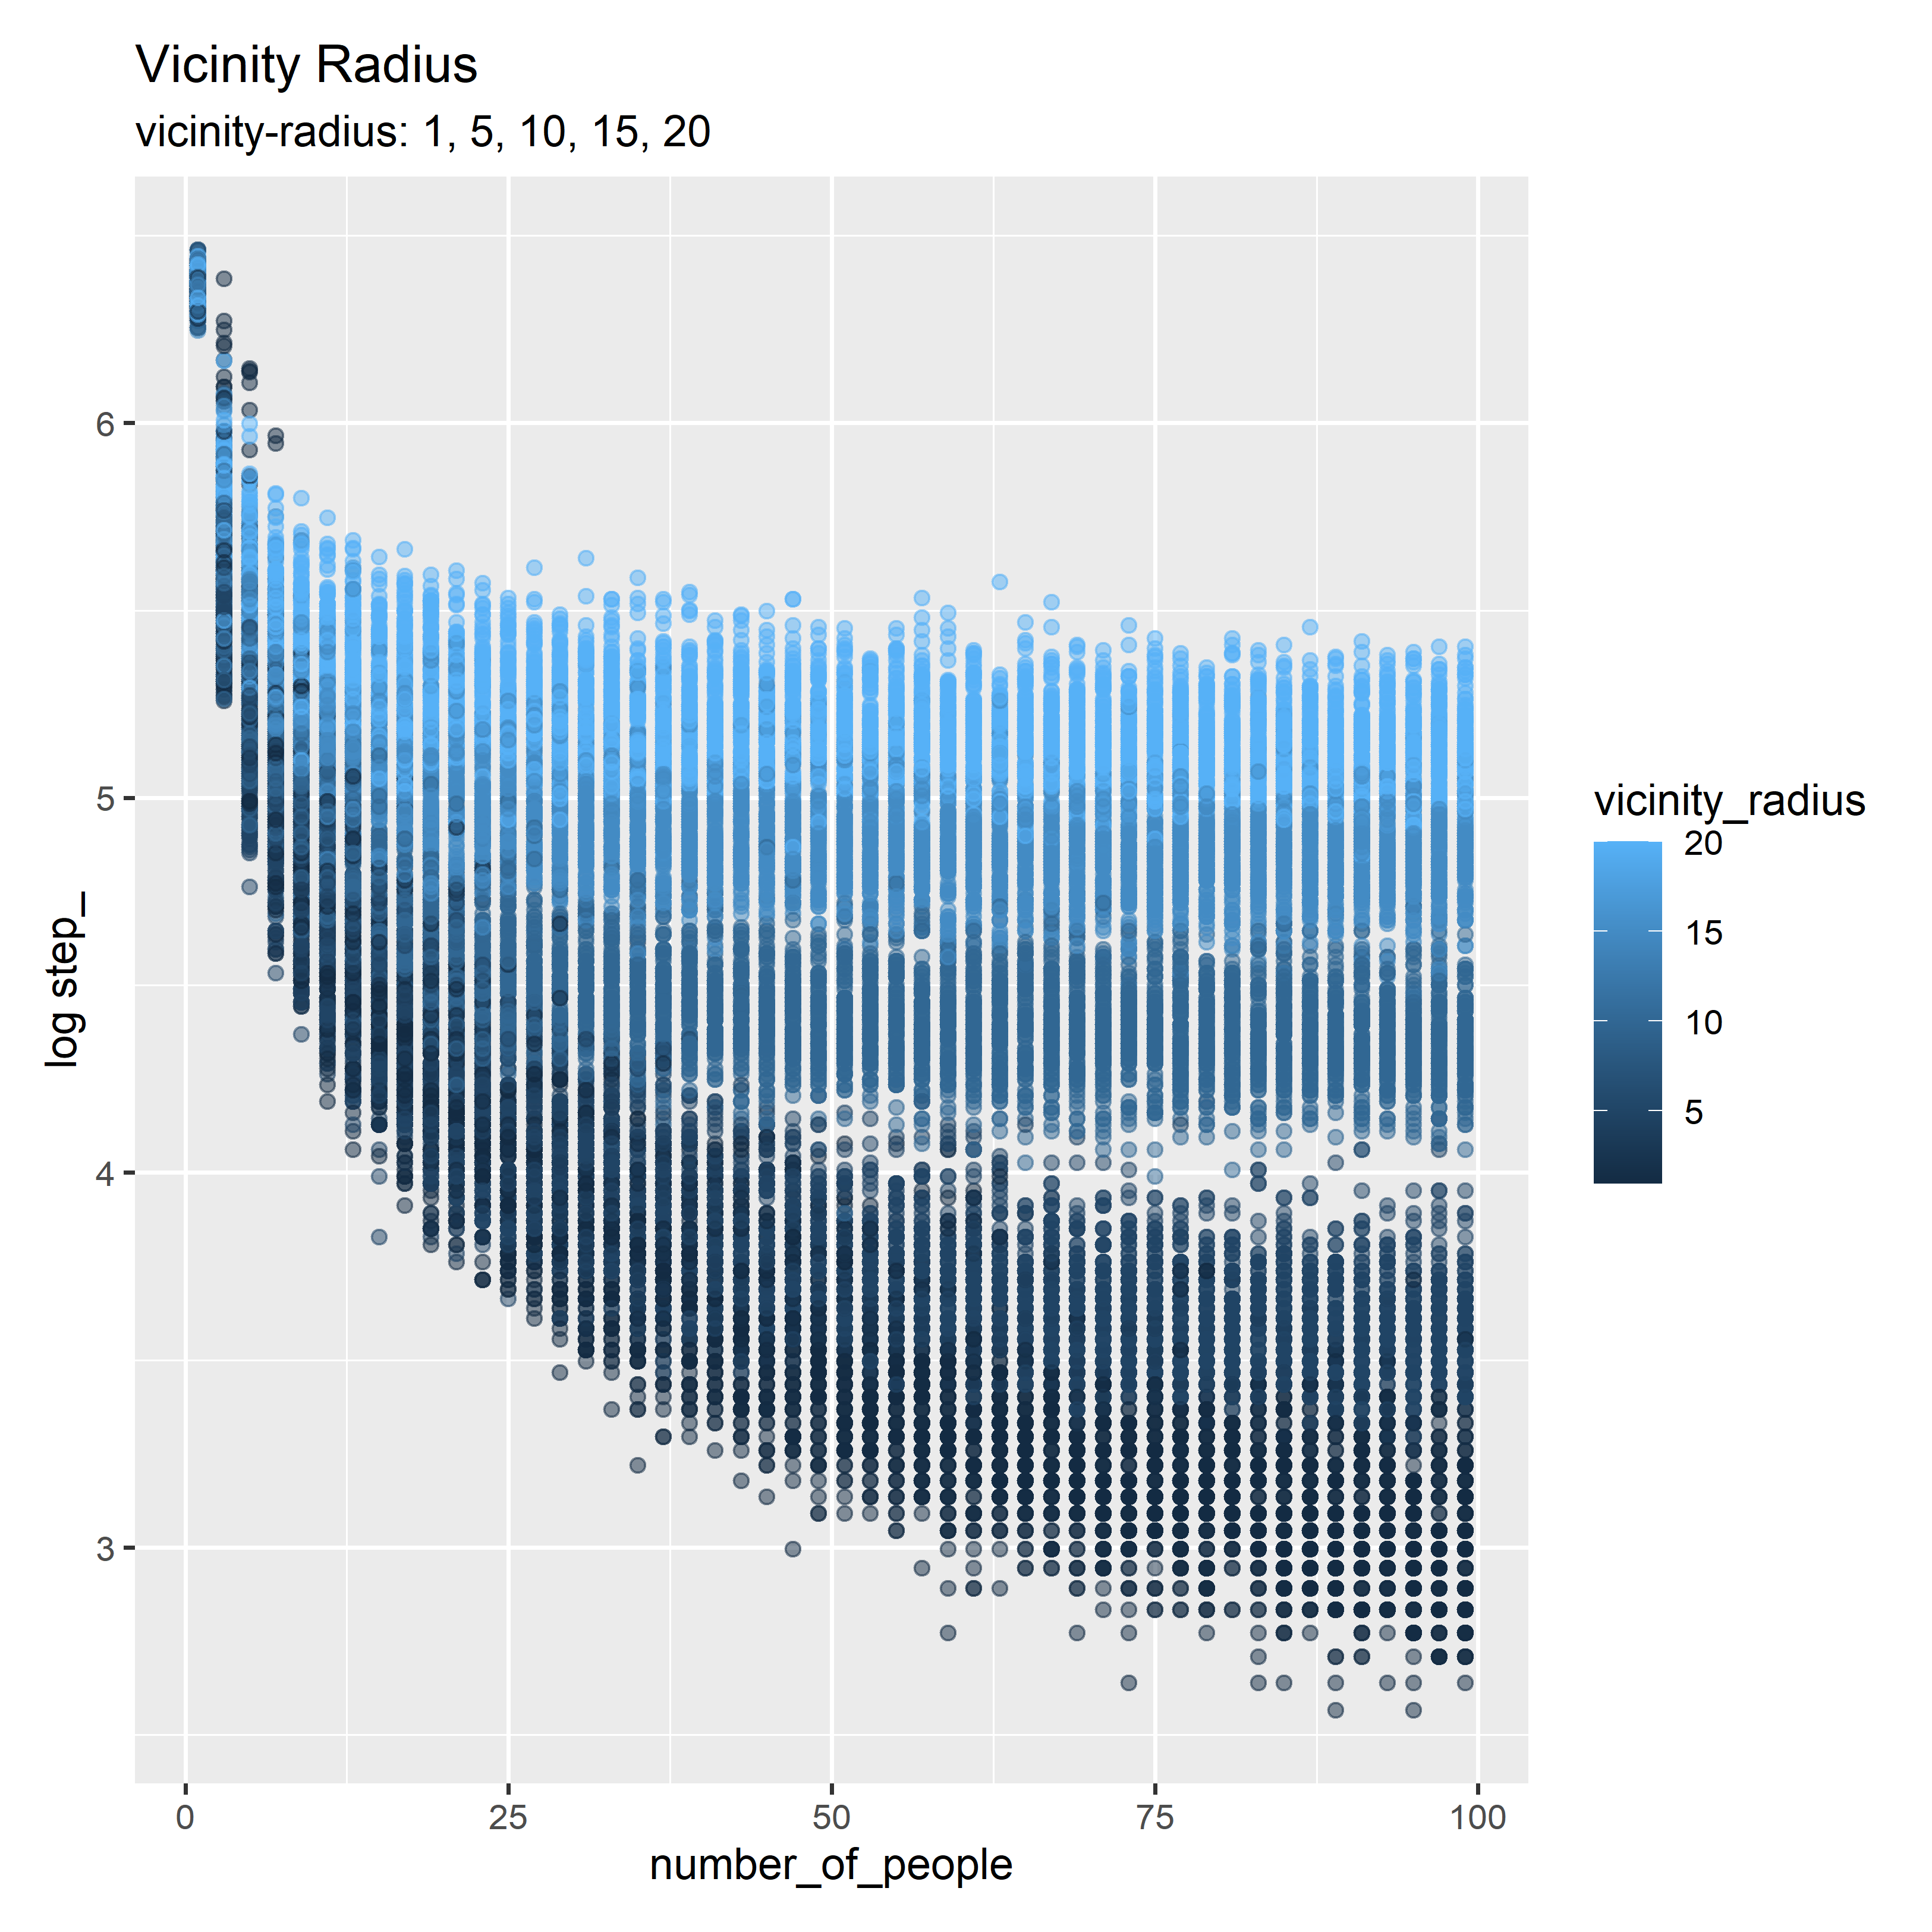 Vicinity Radius
vicinity-radius: 1, 5, 10, 15, 20
6
5
4
3
log step_
0 25 50 75 100
number_of_people
vicinity_radius
20
15
10
5